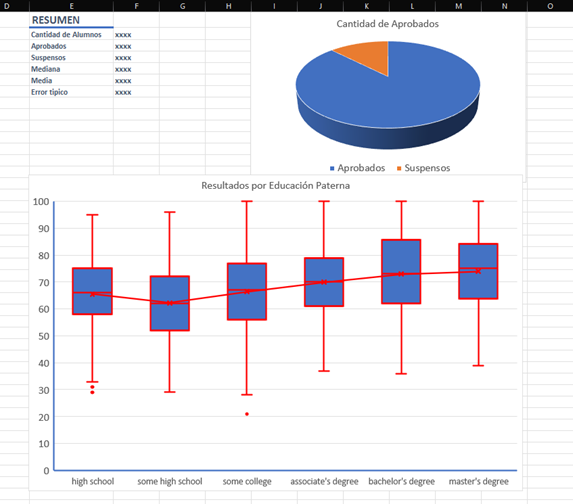 D E F G H I J K L M N O
RESUMEN
Cantidad de Alumnos xxxx
Aprobados xxxx
Suspensos xxxx
Mediana xxxx
Media xxxx
Error tipico xxxx
Cantidad de Aprobados
Aprobados Suspensos
Resultados por Educación Paterna
100
90
80
70
60
50
40
30
20
10
0
high school some high school some college associate's degree bachelor's degree master's degree